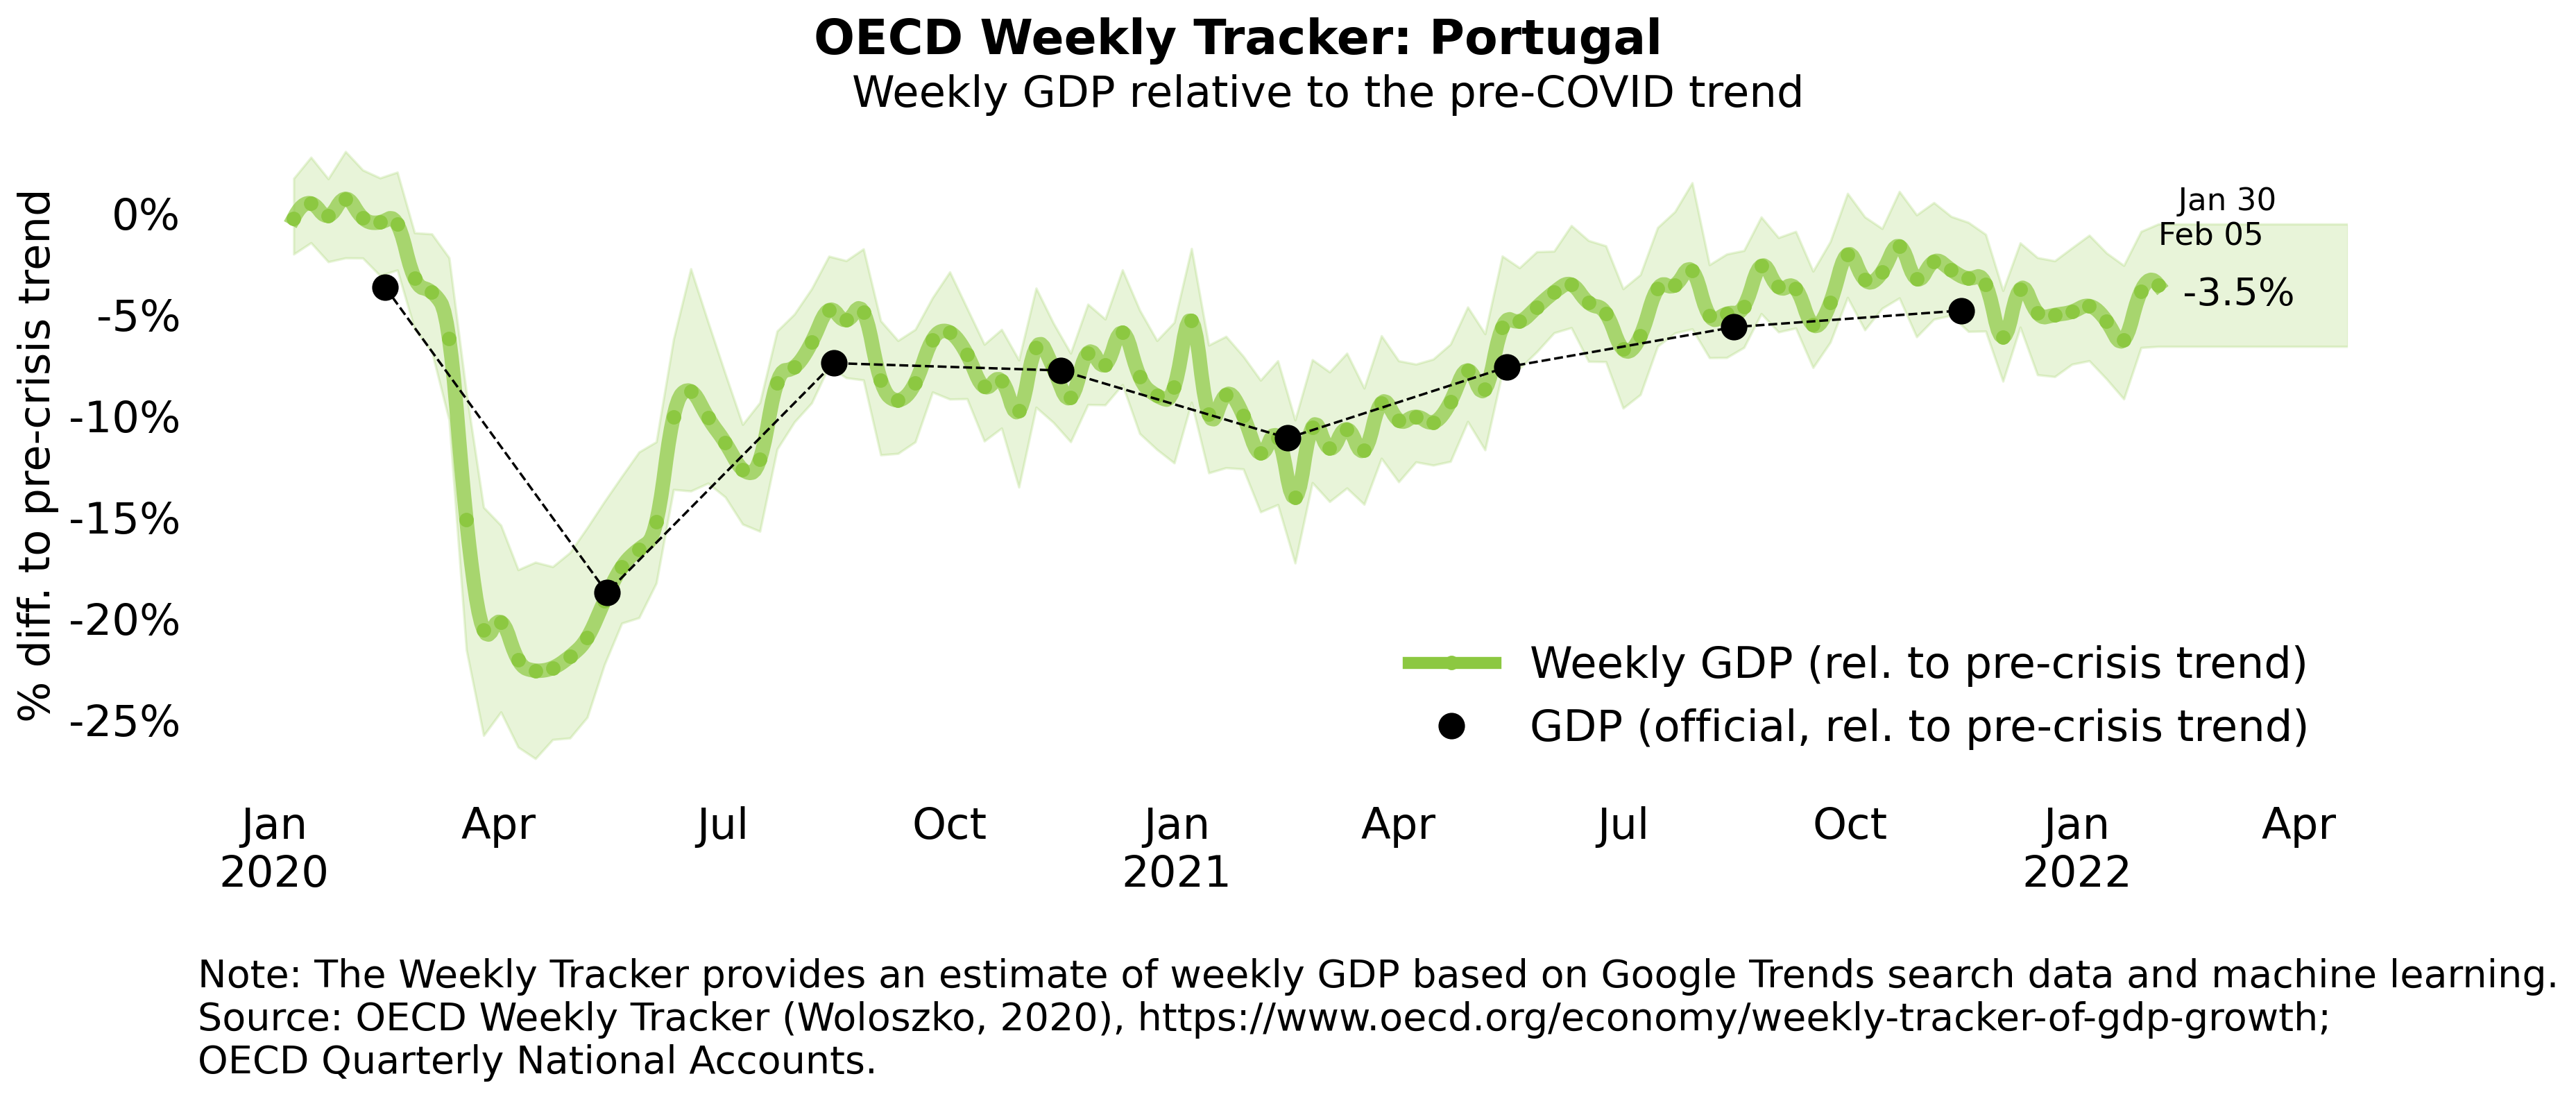 OECD Weekly Tracker: Portugal
Weekly GDP relative to the pre-COVID trend
% diff. to pre-crisis trend
0%
-5%
-10%
-15%
-20%
-25%
Jan 30
Feb 05
-3.5%
Weekly GDP (rel. to pre-crisis trend)
GDP (official, rel. to pre-crisis trend)
Jan Apr Jul Oct Jan Apr Jul Oct Jan Apr
2020 2021 2022
Note: The Weekly Tracker provides an estimate of weekly GDP based on Google Trends search data and machine learning.
Source: OECD Weekly Tracker (Woloszko, 2020), https://www.oecd.org/economy/weekly-tracker-of-gdp-growth;
OECD Quarterly National Accounts.